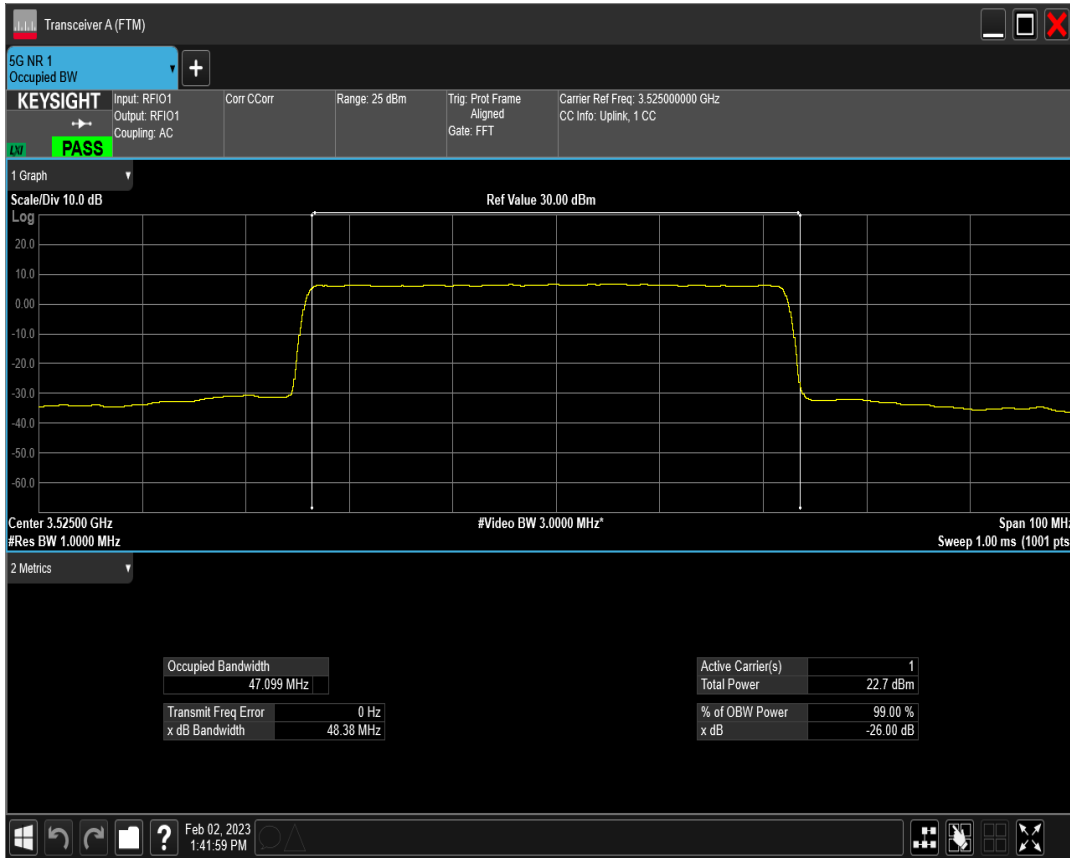 Transceiver A (FTM)
5G NR 1
Occupied BW
+
KEYSIGHT
LXI
PASS
Input: RFIO1
Output: RFIO1
Coupling: AC
Corr CCorr
Range: 25 dBm
Trig: Prot Frame
Aligned
Gate: FFT
Carrier Ref Freq: 3.525000000 GHz
CC Info: Uplink, 1 CC
1 Graph
Scale/Div 10.0 dB
Ref Value 30.00 dBm
Log
20.0
10.0
0.00
-10.0
-20.0
-30.0
-40.0
-50.0
-60.0
Center 3.52500 GHz
#Video BW 3.0000 MHz*
Span 100 MHz
#Res BW 1.0000 MHz
Sweep 1.00 ms (1001 pts
2 Metrics
Occupied Bandwidth
47.099 MHz
Transmit Freq Error 0 Hz
x dB Bandwidth 48.38 MHz
Active Carrier(s) 1
Total Power 22.7 dBm
% of OBW Power 99.00 %
x dB -26.00 dB
?
Feb 02, 2023
1:41:59 PM